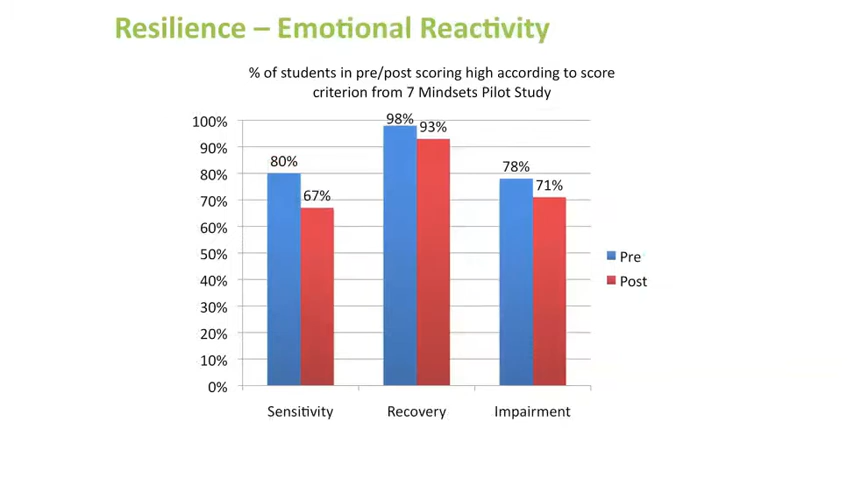 Resilience – Emotional Reactivity
% of students in pre/post scoring high according to score
criterion from 7 Mindsets Pilot Study
100%
90%
80%
70%
60%
50%
40%
30%
20%
10%
0%
80%
67%
98%
93%
78%
71%
Sensitivity
Recovery
Impairment
Pre
Post